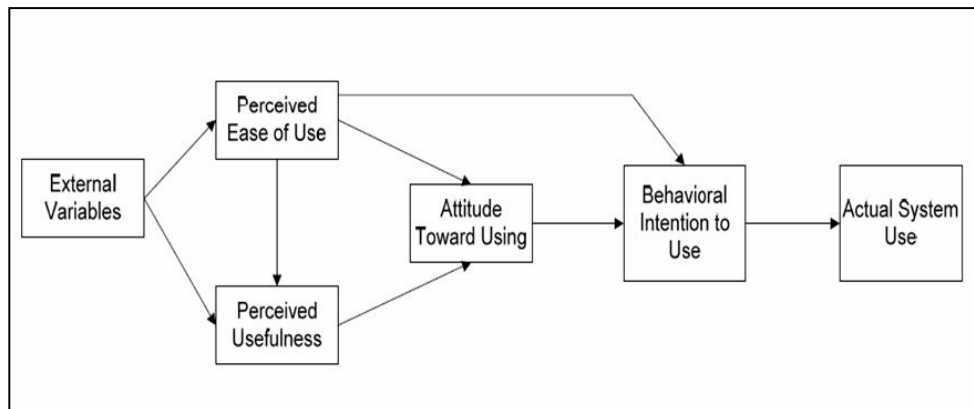 External
Variables
Perceived
Ease of Use
Perceived
Usefulness
Attitude
Toward Using
Behavioral
Intention to
Use
Actual System
Use